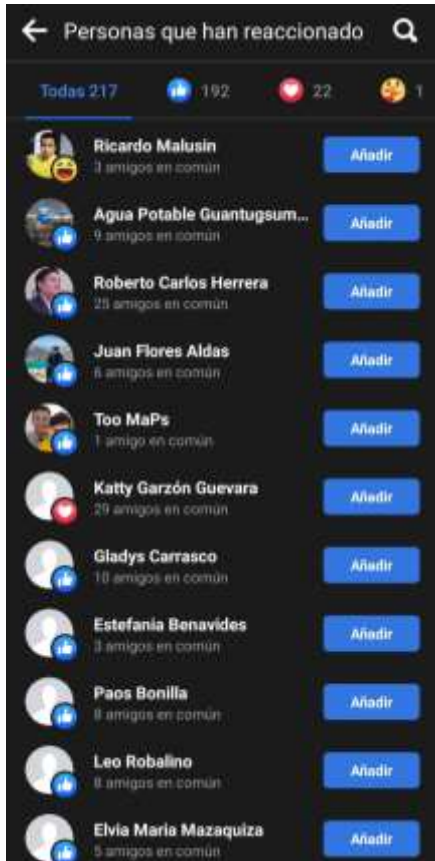 Personas que han reaccionado
Todas 217 192 22 1
Ricardo Malusin
3 amigos en común
Añadir
Agua Potable Guantugsum...
9 amigos en común
Añadir
Roberto Carlos Herrera
25 amigos en común
Añadir
Juan Flores Aldas
6 amigos en común
Añadir
Too MaPs
1 amigo en común
Añadir
Katty Garzón Guevara
29 amigos en común
Añadir
Gladys Carrasco
10 amigos en común
Añadir
Estefania Benavides
3 amigos en común
Añadir
Paos Bonilla
8 amigos en común
Añadir
Leo Robalino
8 amigos en común
Añadir
Elvia Maria Mazaquiza
5 amigos en común
Añadir